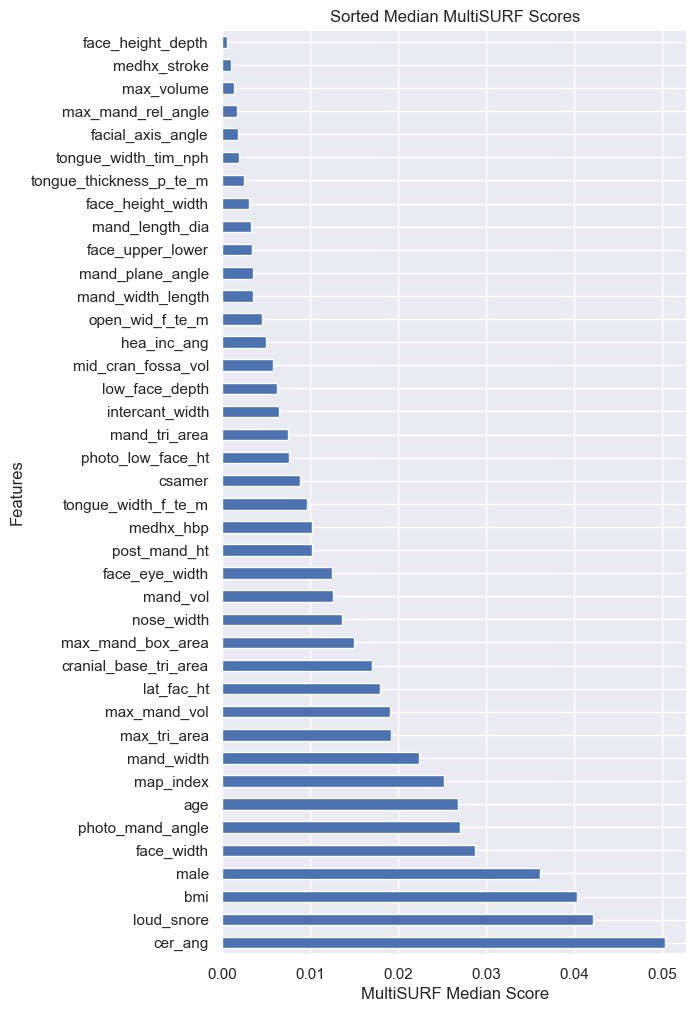 Sorted Median MultiSURF Scores
face_height_depth
medhx_stroke
max_volume
max_mand_rel_angle
facial_axis_angle
tongue_width_tim_nph
tongue_thickness_p_te_m
face_height_width
mand_length_dia
face_upper_lower
mand_plane_angle
mand_width_length
open_wid_f_te_m
hea_inc_ang
mid_cran_fossa_vol
low_face_depth
intercant_width
mand_tri_area
photo_low_face_ht
csamer
tongue_width_f_te_m
medhx_hbp
post_mand_ht
face_eye_width
mand_vol
nose_width
max_mand_box_area
cranial_base_tri_area
lat_fac_ht
max_mand_vol
max_tri_area
mand_width
map_index
age
photo_mand_angle
face_width
male
bmi
loud_snore
cer_ang
Features
0.00 0.01 0.02 0.03 0.04 0.05
MultiSURF Median Score